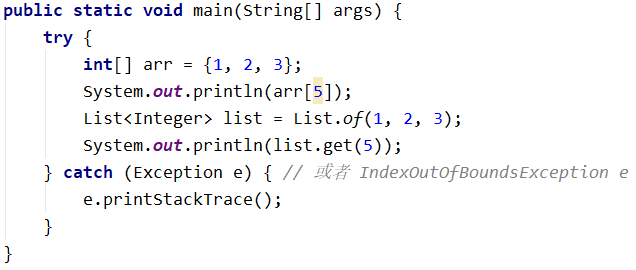 public static void main(String[] args) {
    try {
        int[] arr = {1, 2, 3};
        System.out.println(arr[5]);
        List<Integer> list = List.of(1, 2, 3);
        System.out.println(list.get(5));
    } catch (Exception e) { // 或者 IndexOutOfBoundsException e
        e.printStackTrace();
    }
}